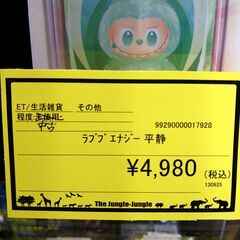 ET/生活雑貨　その他
程度 未使用
中古
99290000017928
ラブブ エナジー 平静
¥4,980 (税込)
130925
The Jungle-Jungle